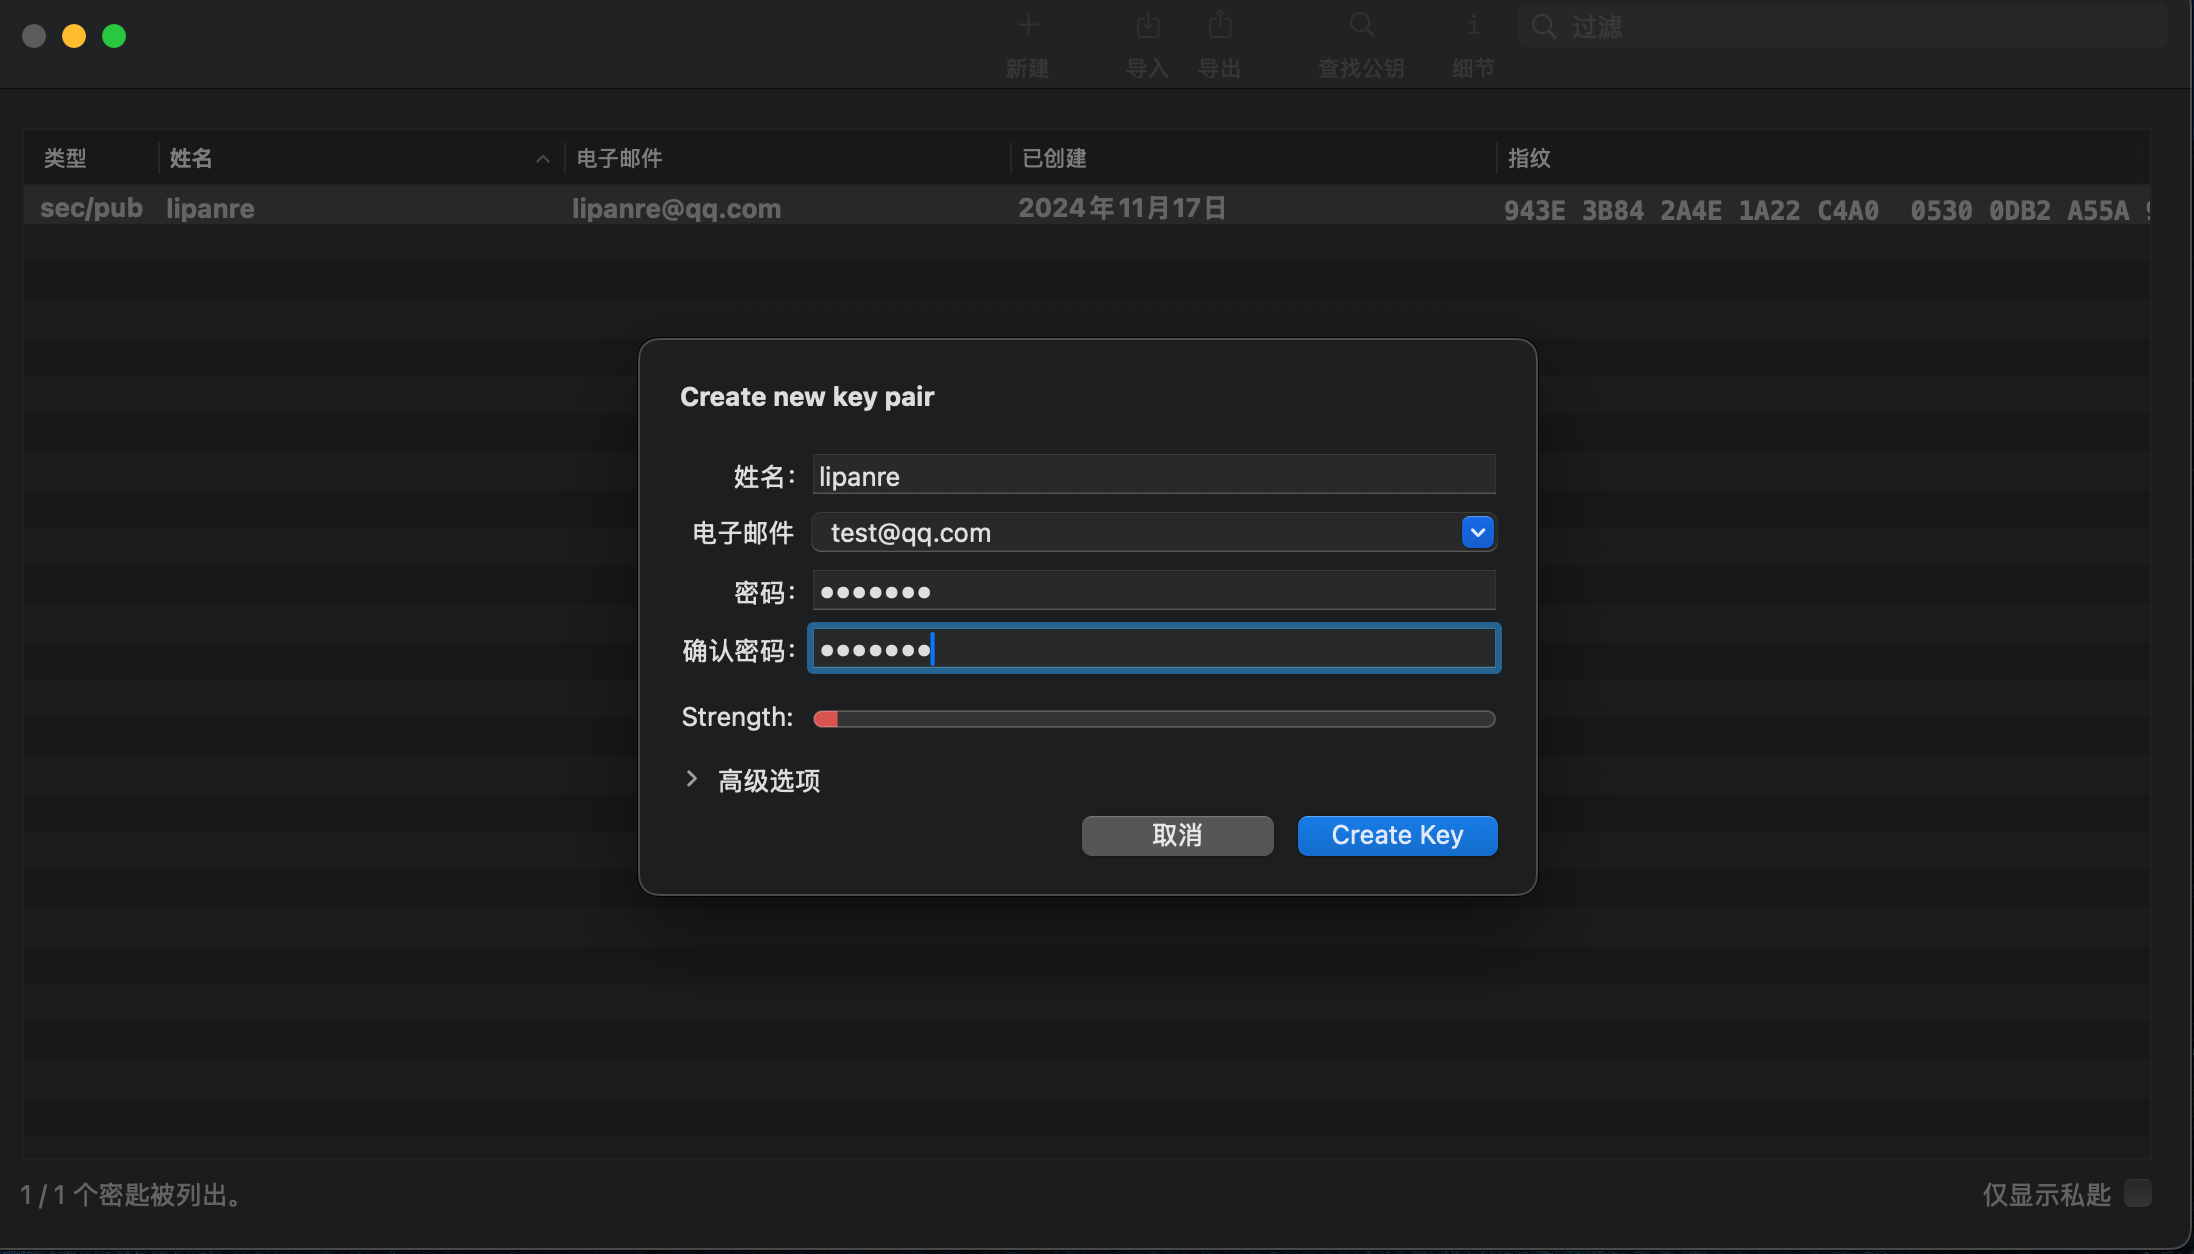 新建 导入 导出 查找公钥 细节 过滤
类型 姓名 电子邮件 已创建 指纹
sec/pub lipanre lipanre@qq.com 2024年11月17日 943E 3B84 2A4E 1A22 C4A0 0530 0DB2 A55A
Create new key pair
姓名: lipanre
电子邮件 test@qq.com
密码: ●●●●●●●
确认密码: ●●●●●●●
Strength:
高级选项
取消 Create Key
1 / 1 个密匙被列出。 仅显示私匙